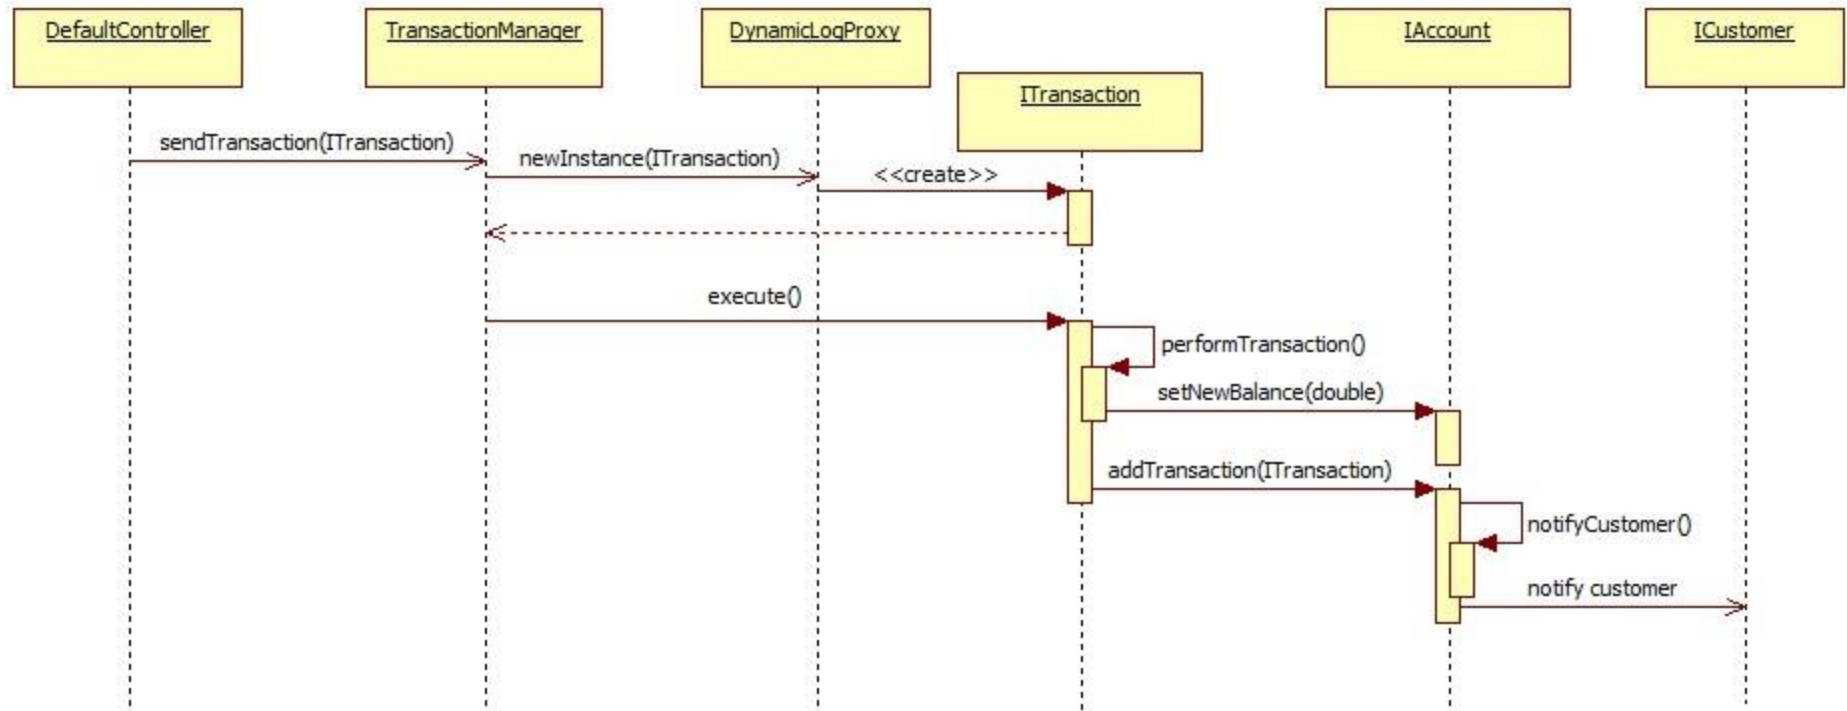 DefaultController
TransactionManager
DynamicLogProxy
IAccount
ICustomer
ITransaction
sendTransaction(ITransaction)
newInstance(ITransaction)
<<create>>
execute()
performTransaction()
setNewBalance(double)
addTransaction(ITransaction)
notifyCustomer()
notify customer